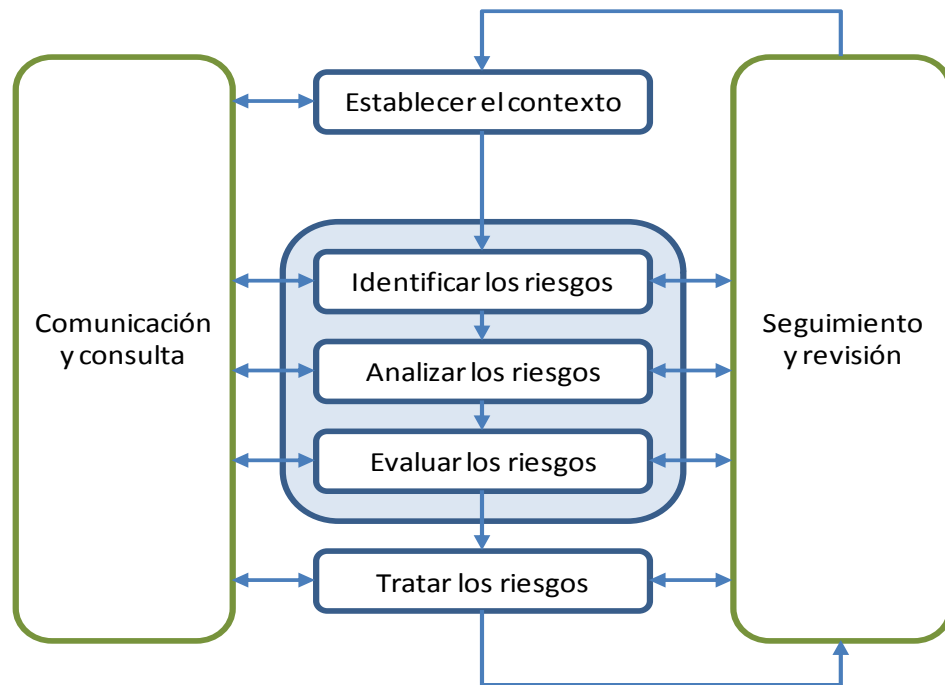 Establecer el contexto
Identificar los riesgos
Comunicación
y consulta
Seguimiento
y revisión
Analizar los riesgos
Evaluar los riesgos
Tratar los riesgos